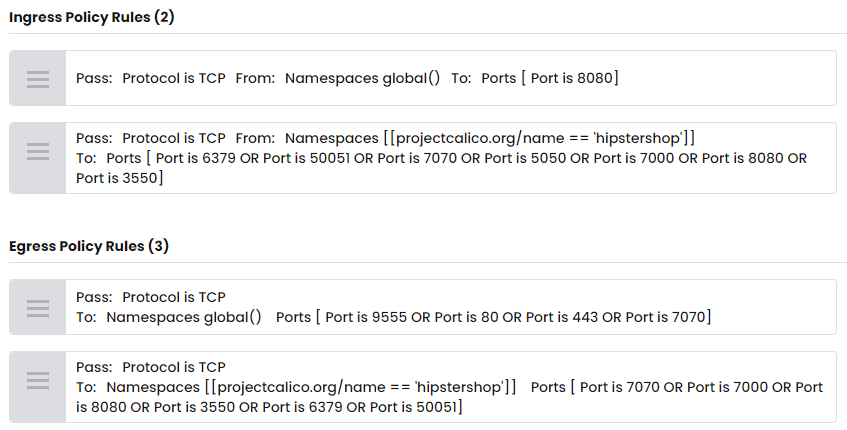 Ingress Policy Rules (2)
Pass: Protocol is TCP From: Namespaces global() To: Ports [ Port is 8080]
Pass: Protocol is TCP From: Namespaces [[projectcalico.org/name == 'hipstershop']]
To: Ports [ Port is 6379 OR Port is 50051 OR Port is 7070 OR Port is 5050 OR Port is 7000 OR Port is 8080 OR
Port is 3550]
Egress Policy Rules (3)
Pass: Protocol is TCP
To: Namespaces global() Ports [ Port is 9555 OR Port is 80 OR Port is 443 OR Port is 7070]
Pass: Protocol is TCP
To: Namespaces [[projectcalico.org/name == 'hipstershop']] Ports [ Port is 7070 OR Port is 7000 OR Port
is 8080 OR Port is 3550 OR Port is 6379 OR Port is 50051]